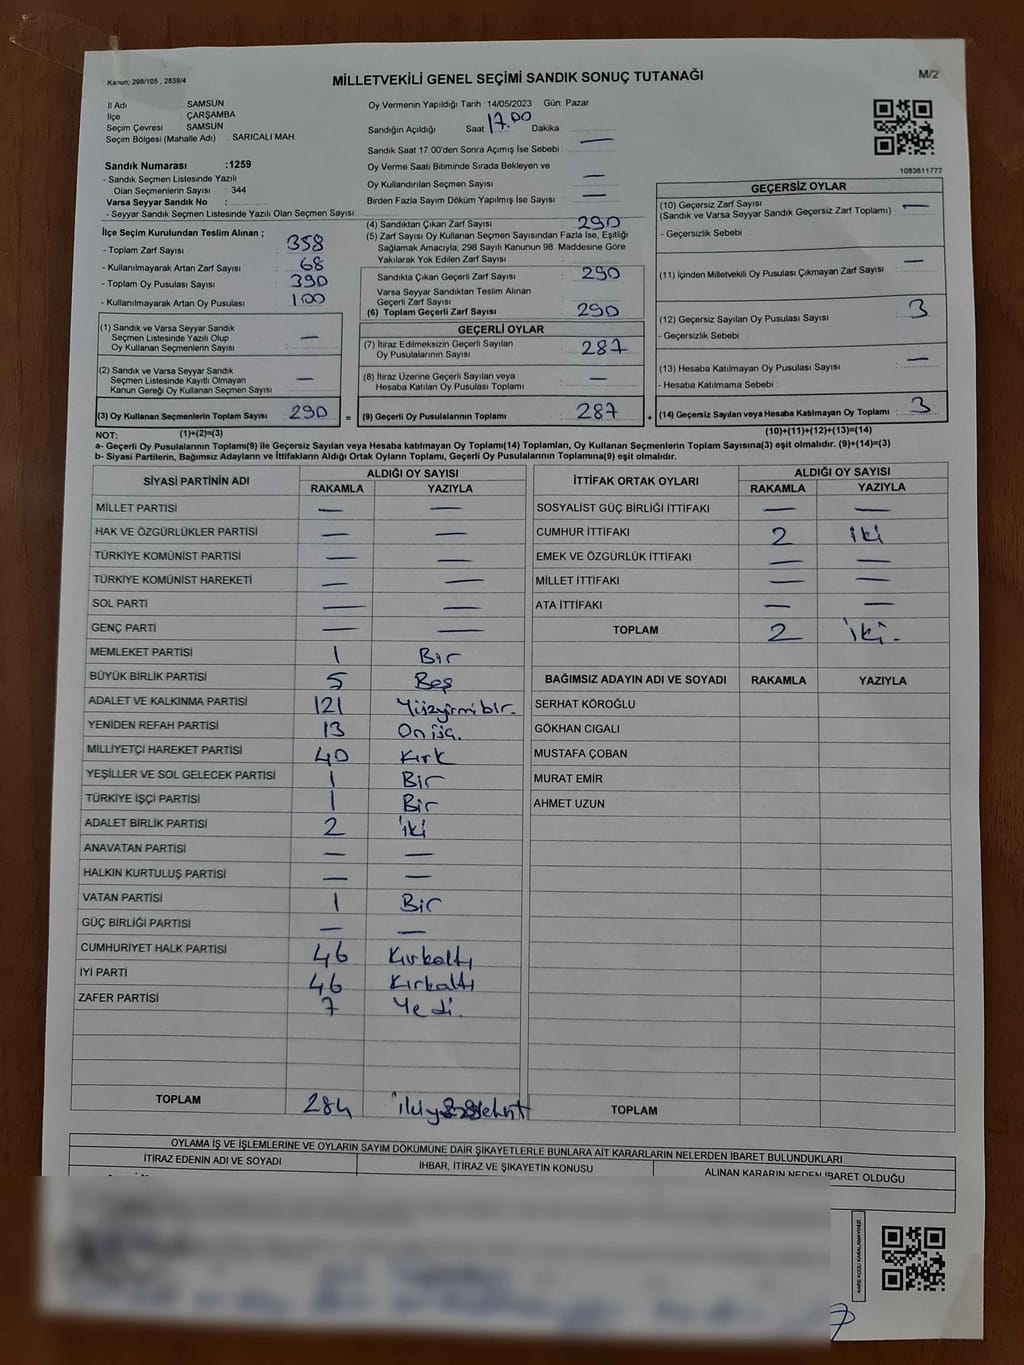 Kanun; 298/105 , 2839/4
MİLLETVEKİLİ GENEL SEÇİMİ SANDIK SONUÇ TUTANAĞI
M/2
İl Adı SAMSUN
İlçe ÇARŞAMBA
Seçim Çevresi SAMSUN
Seçim Bölgesi (Mahalle Adı) : SARICALI MAH
Sandık Numarası :1259
- Sandık Seçmen Listesinde Yazılı
Olan Seçmenlerin Sayısı : 344
Varsa Seyyar Sandık No :
- Seyyar Sandık Seçmen Listesinde Yazılı Olan Seçmen Sayısı:
Oy Vermenin Yapıldığı Tarih :14/05/2023 Gün: Pazar
Sandığın Açıldığı Saat: 17.00 Dakika :
Sandık Saat 17:00'den Sonra Açımış İse Sebebi : —
Oy Verme Saati Bitiminde Sırada Bekleyen ve
Oy Kullandırılan Seçmen Sayısı : —
Birden Fazla Sayım Döküm Yapılmış İse Sayısı : —
1083611777
İlçe Seçim Kurulundan Teslim Alınan ;
- Toplam Zarf Sayısı : 358
- Kullanılmayarak Artan Zarf Sayısı : 68
- Toplam Oy Pusulası Sayısı : 390
- Kullanılmayarak Artan Oy Pusulası : 100
(1) Sandık ve Varsa Seyyar Sandık
Seçmen Listesinde Yazılı Olup
Oy Kullanan Seçmenlerin Sayısı —
(2) Sandık ve Varsa Seyyar Sandık
Seçmen Listesinde Kayıtlı Olmayan
Kanun Gereği Oy Kullanan Seçmen Sayısı —
(3) Oy Kullanan Seçmenlerin Toplam Sayısı 290 =
(1)+(2)=(3)
(4) Sandıktan Çıkan Zarf Sayısı : 290
(5) Zarf Sayısı Oy Kullanan Seçmen Sayısından Fazla İse, Eşitliği
Sağlamak Amacıyla; 298 Sayılı Kanunun 98. Maddesine Göre
Yakılarak Yok Edilen Zarf Sayısı :
Sandıkta Çıkan Geçerli Zarf Sayısı : 290
Varsa Seyyar Sandıktan Teslim Alınan
Geçerli Zarf Sayısı :
(6) Toplam Geçerli Zarf Sayısı : 290
GEÇERLİ OYLAR
(7) İtiraz Edilmeksizin Geçerli Sayılan
Oy Pusulalarının Sayısı : 287
(8) İtiraz Üzerine Geçerli Sayılan veya
Hesaba Katılan Oy Pusulası Toplamı : —
(9) Geçerli Oy Pusulalarının Toplamı : 287 +
GEÇERSİZ OYLAR
(10) Geçersiz Zarf Sayısı : —
(Sandık ve Varsa Seyyar Sandık Geçersiz Zarf Toplamı)
- Geçersizlik Sebebi :
(11) İçinden Milletvekili Oy Pusulası Çıkmayan Zarf Sayısı : —
(12) Geçersiz Sayılan Oy Pusulası Sayısı : 3
- Geçersizlik Sebebi :
(13) Hesaba Katılmayan Oy Pusulası Sayısı : —
- Hesaba Katılmama Sebebi :
(14) Geçersiz Sayılan veya Hesaba Katılmayan Oy Toplamı : 3
(10)+(11)+(12)+(13)=(14)
NOT:
a- Geçerli Oy Pusulalarının Toplamı(9) ile Geçersiz Sayılan veya Hesaba katılmayan Oy Toplamı(14) Toplamları, Oy Kullanan Seçmenlerin Toplam Sayısına(3) eşit olmalıdır. (9)+(14)=(3)
b- Siyasi Partilerin, Bağımsız Adayların ve İttifakların Aldığı Ortak Oyların Toplamı, Geçerli Oy Pusulalarının Toplamına(9) eşit olmalıdır.
SİYASİ PARTİNİN ADI ALDIĞI OY SAYISI
RAKAMLA YAZIYLA
MİLLET PARTİSİ — —
HAK VE ÖZGÜRLÜKLER PARTİSİ — —
TÜRKİYE KOMÜNİST PARTİSİ — —
TÜRKİYE KOMÜNİST HAREKETİ — —
SOL PARTİ — —
GENÇ PARTİ — —
MEMLEKET PARTİSİ 1 Bir
BÜYÜK BİRLİK PARTİSİ 5 Beş
ADALET VE KALKINMA PARTİSİ 121 Yüzyirmibir.
YENİDEN REFAH PARTİSİ 13 Onüç.
MİLLİYETÇİ HAREKET PARTİSİ 40 Kırk
YEŞİLLER VE SOL GELECEK PARTİSİ 1 Bir
TÜRKİYE İŞÇİ PARTİSİ 1 Bir
ADALET BİRLİK PARTİSİ 2 iki
ANAVATAN PARTİSİ — —
HALKIN KURTULUŞ PARTİSİ — —
VATAN PARTİSİ 1 Bir
GÜÇ BİRLİĞİ PARTİSİ — —
CUMHURİYET HALK PARTİSİ 46 Kırkaltı
İYİ PARTİ 46 Kırkaltı
ZAFER PARTİSİ 7 Yedi.
TOPLAM 284
İTTİFAK ORTAK OYLARI ALDIĞI OY SAYISI
RAKAMLA YAZIYLA
SOSYALİST GÜÇ BİRLİĞİ İTTİFAKI — —
CUMHUR İTTİFAKI 2 iki
EMEK VE ÖZGÜRLÜK İTTİFAKI — —
MİLLET İTTİFAKI — —
ATA İTTİFAKI — —
TOPLAM 2 iki.
BAĞIMSIZ ADAYIN ADI VE SOYADI RAKAMLA YAZIYLA
SERHAT KÖROĞLU
GÖKHAN CIGALI
MUSTAFA ÇOBAN
MURAT EMİR
AHMET UZUN
TOPLAM
OYLAMA İŞ VE İŞLEMLERİNE VE OYLARIN SAYIM DÖKÜMÜNE DAİR ŞİKAYETLERLE BUNLARA AİT KARARLARIN NELERDEN İBARET BULUNDUKLARI
İTİRAZ EDENİN ADI VE SOYADI İHBAR, İTİRAZ VE ŞİKAYETİN KONUSU ALINAN KARARIN NEDEN İBARET OLDUĞU
KARE KODU KARALAMAYINIZ!